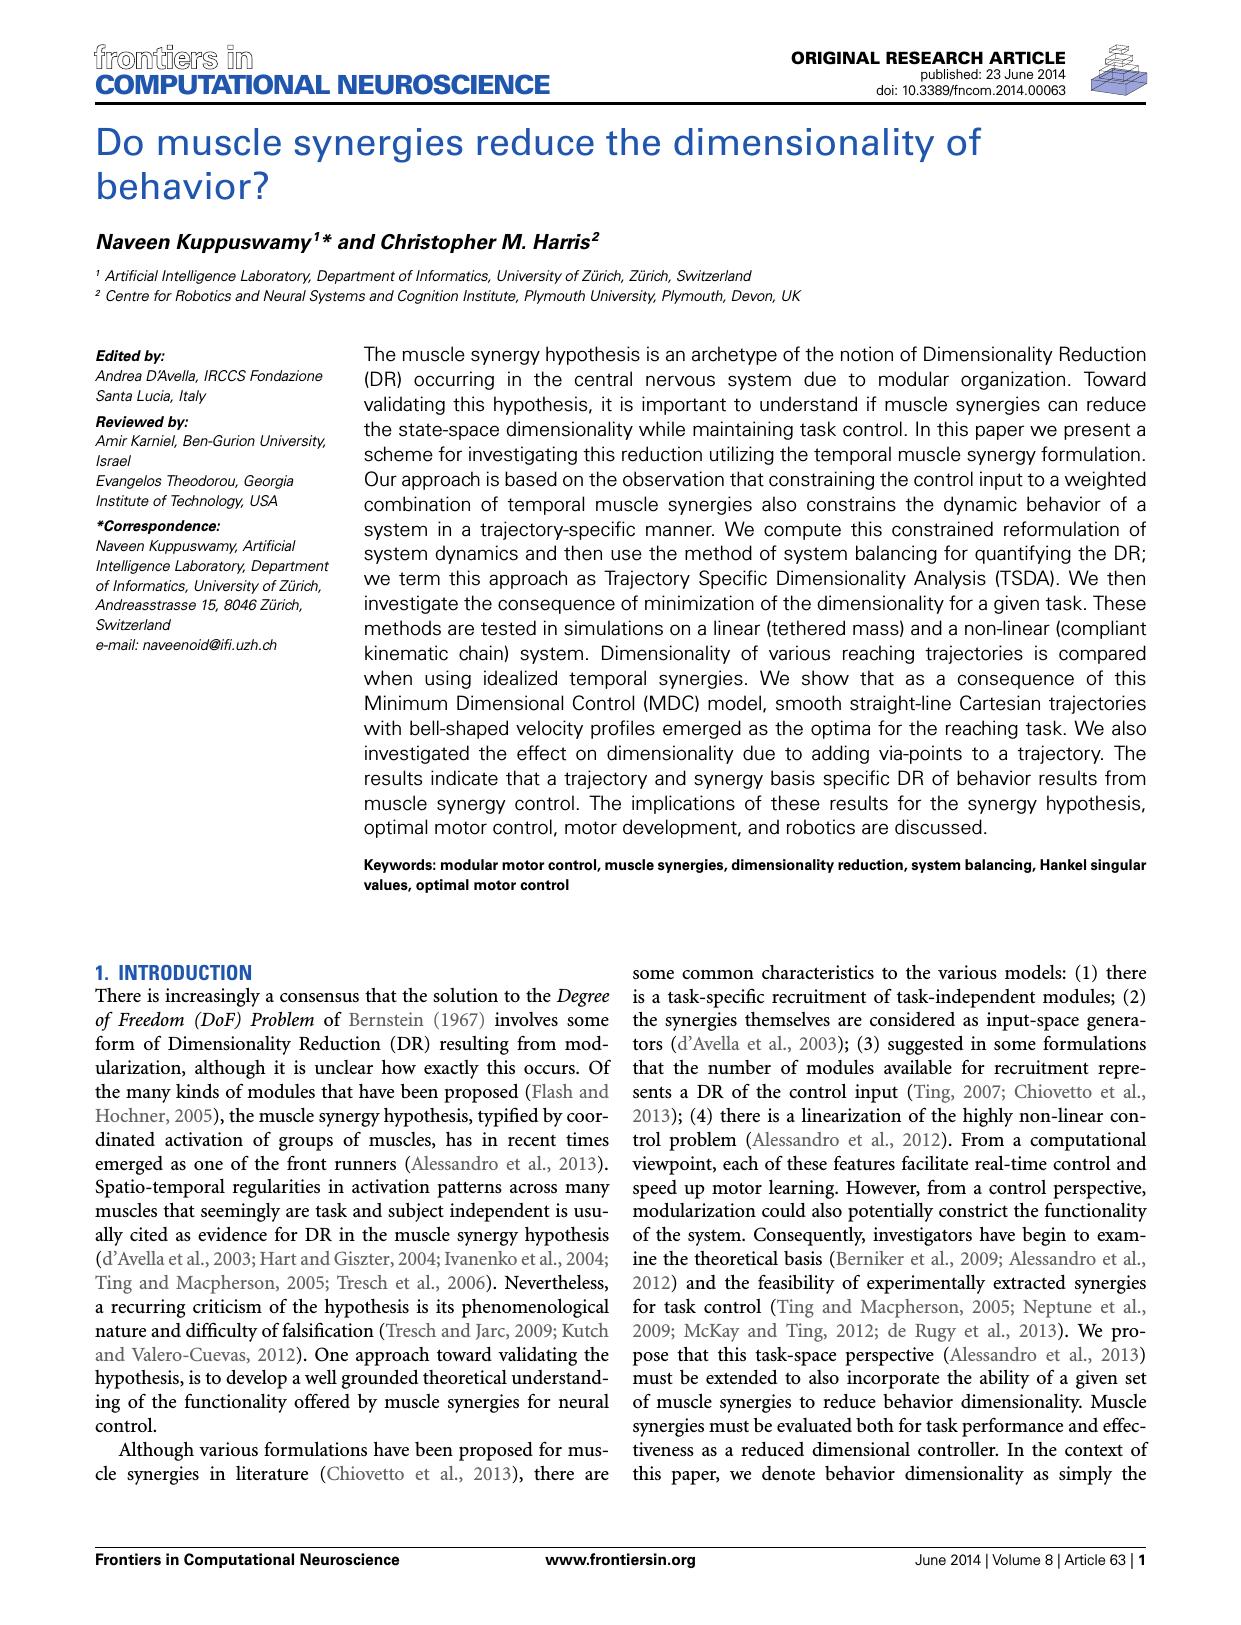 frontiers in
COMPUTATIONAL NEUROSCIENCE
ORIGINAL RESEARCH ARTICLE
published: 23 June 2014
doi: 10.3389/fncom.2014.00063
Do muscle synergies reduce the dimensionality of
behavior?
Naveen Kuppuswamy1* and Christopher M. Harris2
1 Artificial Intelligence Laboratory, Department of Informatics, University of Zürich, Zürich, Switzerland
2 Centre for Robotics and Neural Systems and Cognition Institute, Plymouth University, Plymouth, Devon, UK
Edited by:
Andrea D'Avella, IRCCS Fondazione
Santa Lucia, Italy
Reviewed by:
Amir Karniel, Ben-Gurion University,
Israel
Evangelos Theodorou, Georgia
Institute of Technology, USA
*Correspondence:
Naveen Kuppuswamy, Artificial
Intelligence Laboratory, Department
of Informatics, University of Zürich,
Andreasstrasse 15, 8046 Zürich,
Switzerland
e-mail: naveenoid@ifi.uzh.ch
The muscle synergy hypothesis is an archetype of the notion of Dimensionality Reduction
(DR) occurring in the central nervous system due to modular organization. Toward
validating this hypothesis, it is important to understand if muscle synergies can reduce
the state-space dimensionality while maintaining task control. In this paper we present a
scheme for investigating this reduction utilizing the temporal muscle synergy formulation.
Our approach is based on the observation that constraining the control input to a weighted
combination of temporal muscle synergies also constrains the dynamic behavior of a
system in a trajectory-specific manner. We compute this constrained reformulation of
system dynamics and then use the method of system balancing for quantifying the DR;
we term this approach as Trajectory Specific Dimensionality Analysis (TSDA). We then
investigate the consequence of minimization of the dimensionality for a given task. These
methods are tested in simulations on a linear (tethered mass) and a non-linear (compliant
kinematic chain) system. Dimensionality of various reaching trajectories is compared
when using idealized temporal synergies. We show that as a consequence of this
Minimum Dimensional Control (MDC) model, smooth straight-line Cartesian trajectories
with bell-shaped velocity profiles emerged as the optima for the reaching task. We also
investigated the effect on dimensionality due to adding via-points to a trajectory. The
results indicate that a trajectory and synergy basis specific DR of behavior results from
muscle synergy control. The implications of these results for the synergy hypothesis,
optimal motor control, motor development, and robotics are discussed.
Keywords: modular motor control, muscle synergies, dimensionality reduction, system balancing, Hankel singular
values, optimal motor control
1. INTRODUCTION
There is increasingly a consensus that the solution to the Degree
of Freedom (DoF) Problem of Bernstein (1967) involves some
form of Dimensionality Reduction (DR) resulting from mod-
ularization, although it is unclear how exactly this occurs. Of
the many kinds of modules that have been proposed (Flash and
Hochner, 2005), the muscle synergy hypothesis, typified by coor-
dinated activation of groups of muscles, has in recent times
emerged as one of the front runners (Alessandro et al., 2013).
Spatio-temporal regularities in activation patterns across many
muscles that seemingly are task and subject independent is usu-
ally cited as evidence for DR in the muscle synergy hypothesis
(d'Avella et al., 2003; Hart and Giszter, 2004; Ivanenko et al., 2004;
Ting and Macpherson, 2005; Tresch et al., 2006). Nevertheless,
a recurring criticism of the hypothesis is its phenomenological
nature and difficulty of falsification (Tresch and Jarc, 2009; Kutch
and Valero-Cuevas, 2012). One approach toward validating the
hypothesis, is to develop a well grounded theoretical understand-
ing of the functionality offered by muscle synergies for neural
control.
Although various formulations have been proposed for mus-
cle synergies in literature (Chiovetto et al., 2013), there are
some common characteristics to the various models: (1) there
is a task-specific recruitment of task-independent modules; (2)
the synergies themselves are considered as input-space genera-
tors (d'Avella et al., 2003); (3) suggested in some formulations
that the number of modules available for recruitment repre-
sents a DR of the control input (Ting, 2007; Chiovetto et al.,
2013); (4) there is a linearization of the highly non-linear con-
trol problem (Alessandro et al., 2012). From a computational
viewpoint, each of these features facilitate real-time control and
speed up motor learning. However, from a control perspective,
modularization could also potentially constrict the functionality
of the system. Consequently, investigators have begin to exam-
ine the theoretical basis (Berniker et al., 2009; Alessandro et al.,
2012) and the feasibility of experimentally extracted synergies
for task control (Ting and Macpherson, 2005; Neptune et al.,
2009; McKay and Ting, 2012; de Rugy et al., 2013). We pro-
pose that this task-space perspective (Alessandro et al., 2013)
must be extended to also incorporate the ability of a given set
of muscle synergies to reduce behavior dimensionality. Muscle
synergies must be evaluated both for task performance and effec-
tiveness as a reduced dimensional controller. In the context of
this paper, we denote behavior dimensionality as simply the
Frontiers in Computational Neuroscience
www.frontiersin.org
June 2014 | Volume 8 | Article 63 | 1